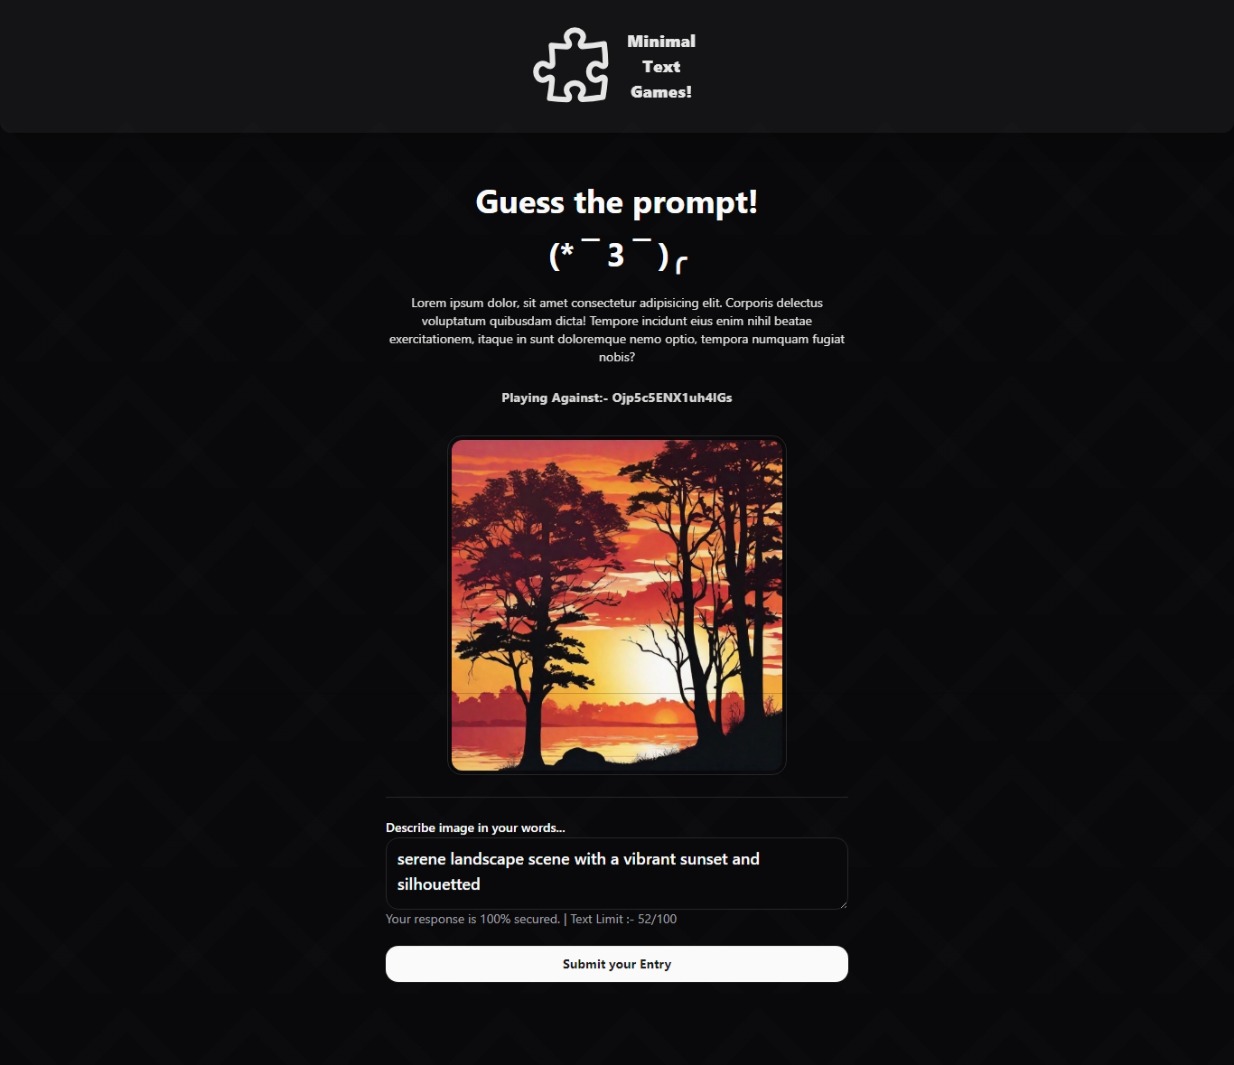 Minimal
Text
Games!
Guess the prompt!
(*￣3￣)╭
Lorem ipsum dolor, sit amet consectetur adipisicing elit. Corporis delectus
voluptatum quibusdam dicta! Tempore incidunt eius enim nihil beatae
exercitationem, itaque in sunt doloremque nemo optio, tempora numquam fugiat
nobis?
Playing Against:- Ojp5c5ENX1uh4IGs
Describe image in your words...
serene landscape scene with a vibrant sunset and
silhouetted
Your response is 100% secured. | Text Limit :- 52/100
Submit your Entry